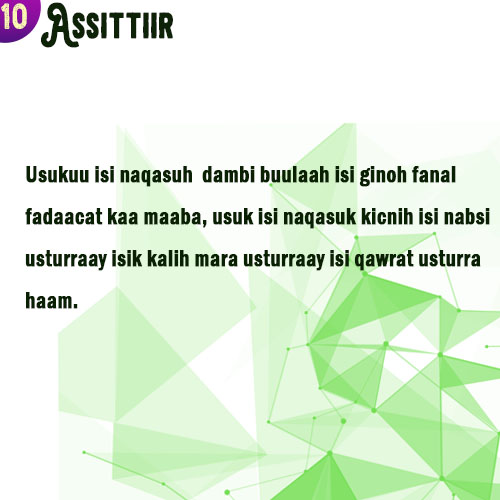 10 Assittiir
Usukuu isi naqasuh dambi buulaah isi ginoh fanal
fadaacat kaa maaba, usuk isi naqasuk kicnih isi nabsi
usturraay isik kalih mara usturraay isi qawrat usturra
haam.